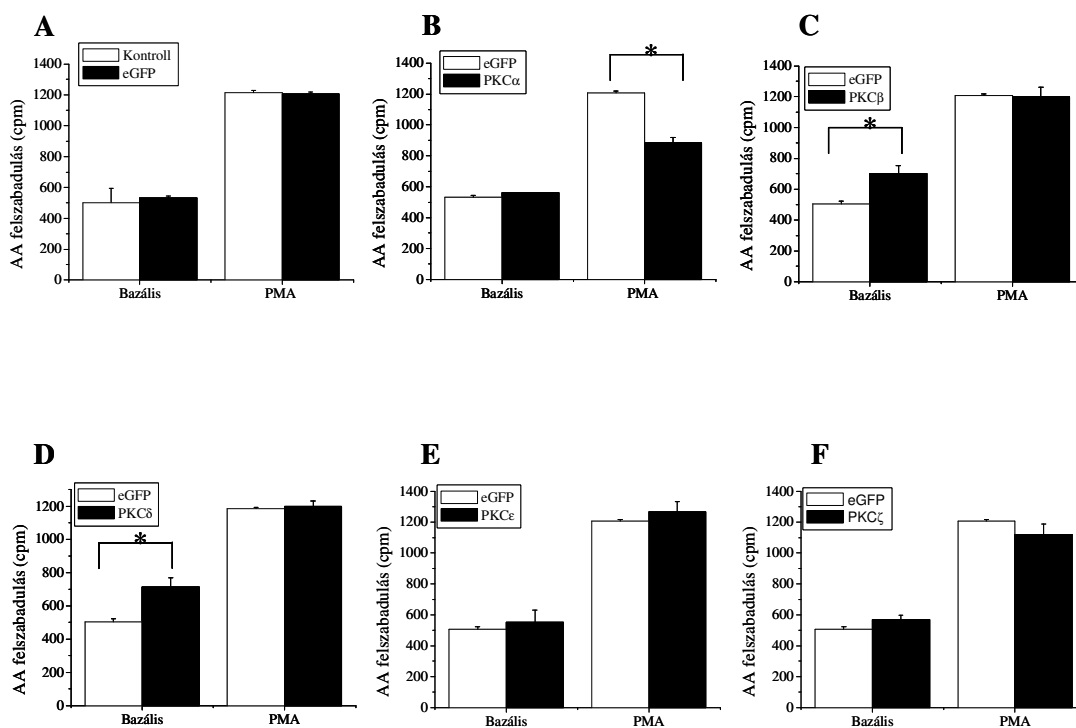 A
Kontroll
eGFP
AA felszabadulás (cpm)
1400
1200
1000
800
600
400
200
0
Bazális
PMA
B
eGFP
PKCα
*
AA felszabadulás (cpm)
1400
1200
1000
800
600
400
200
0
Bazális
PMA
C
eGFP
PKCβ
*
AA felszabadulás (cpm)
1400
1200
1000
800
600
400
200
0
Bazális
PMA
D
eGFP
PKCδ
*
AA felszabadulás (cpm)
1200
1000
800
600
400
200
0
Bazális
PMA
E
eGFP
PKCε
AA felszabadulás (cpm)
1400
1200
1000
800
600
400
200
0
Bazális
PMA
F
eGFP
PKCζ
AA felszabadulás (cpm)
1400
1200
1000
800
600
400
200
0
Bazális
PMA